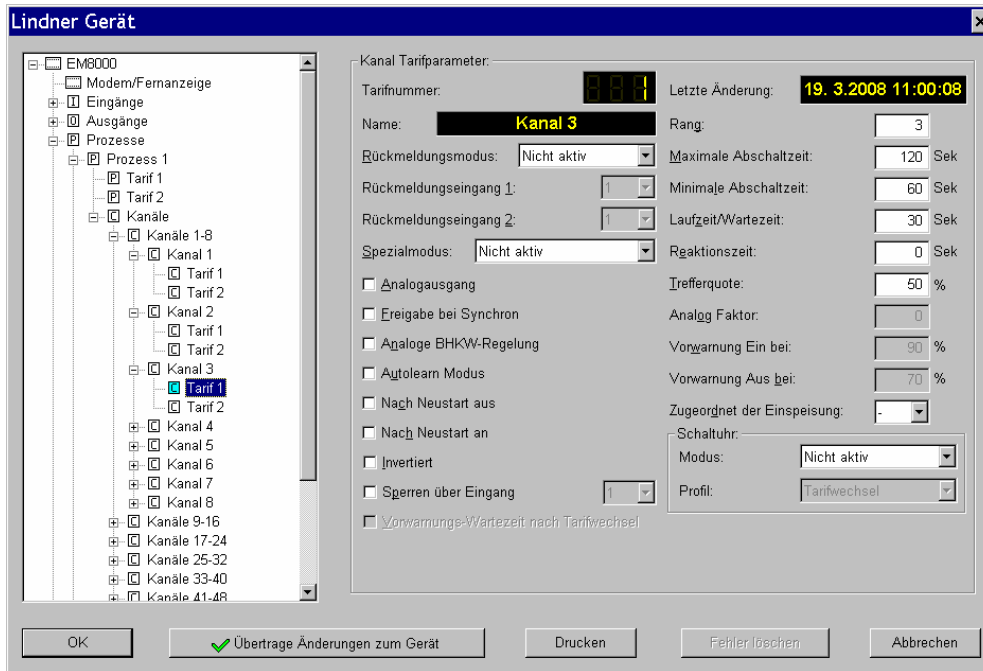 Lindner Gerät
EM8000
Modem/Fernanzeige
I Eingänge
O Ausgänge
P Prozesse
P Prozess 1
P Tarif 1
P Tarif 2
C Kanäle
C Kanäle 1-8
C Kanal 1
C Tarif 1
C Tarif 2
C Kanal 2
C Tarif 1
C Tarif 2
C Kanal 3
C Tarif 1
C Tarif 2
C Kanal 4
C Kanal 5
C Kanal 6
C Kanal 7
C Kanal 8
C Kanäle 9-16
C Kanäle 17-24
C Kanäle 25-32
C Kanäle 33-40
C Kanäle 41-48
Kanal Tarifparameter:
Tarifnummer: 1
Name: Kanal 3
Rückmeldungsmodus: Nicht aktiv
Rückmeldungseingang 1: 1
Rückmeldungseingang 2: 1
Spezialmodus: Nicht aktiv
Analogausgang
Freigabe bei Synchron
Analoge BHKW-Regelung
Autolearn Modus
Nach Neustart aus
Nach Neustart an
Invertiert
Sperren über Eingang 1
Vorwarnungs-Wartezeit nach Tarifwechsel
Letzte Änderung: 19. 3.2008 11:00:08
Rang: 3
Maximale Abschaltzeit: 120 Sek
Minimale Abschaltzeit: 60 Sek
Laufzeit/Wartezeit: 30 Sek
Reaktionszeit: 0 Sek
Trefferquote: 50 %
Analog Faktor: 0
Vorwarnung Ein bei: 90 %
Vorwarnung Aus bei: 70 %
Zugeordnet der Einspeisung: -
Schaltuhr:
Modus: Nicht aktiv
Profil: Tarifwechsel
OK
Übertrage Änderungen zum Gerät
Drucken
Fehler löschen
Abbrechen